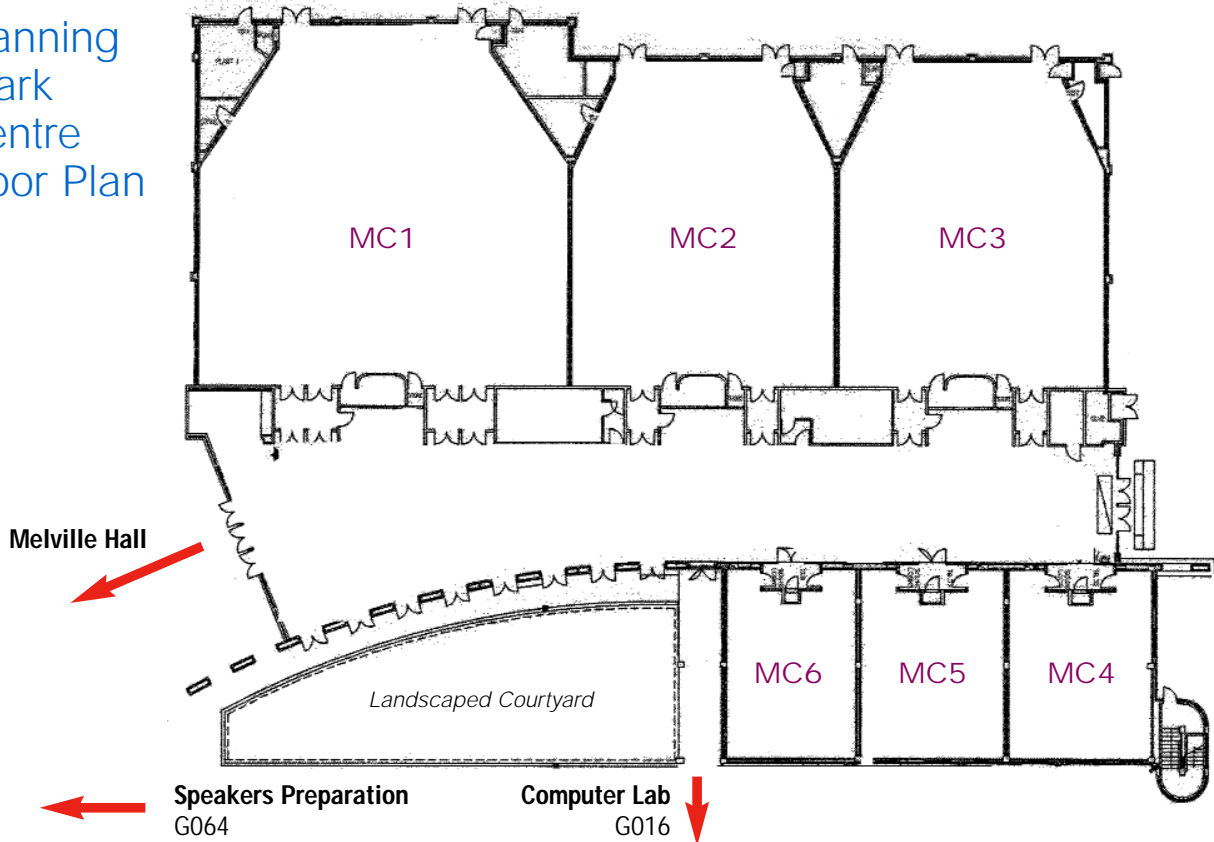 anning
ark
entre
oor Plan
MC1
MC2
MC3
Melville Hall
MC6
MC5
MC4
Landscaped Courtyard
Speakers Preparation
G064
Computer Lab
G016